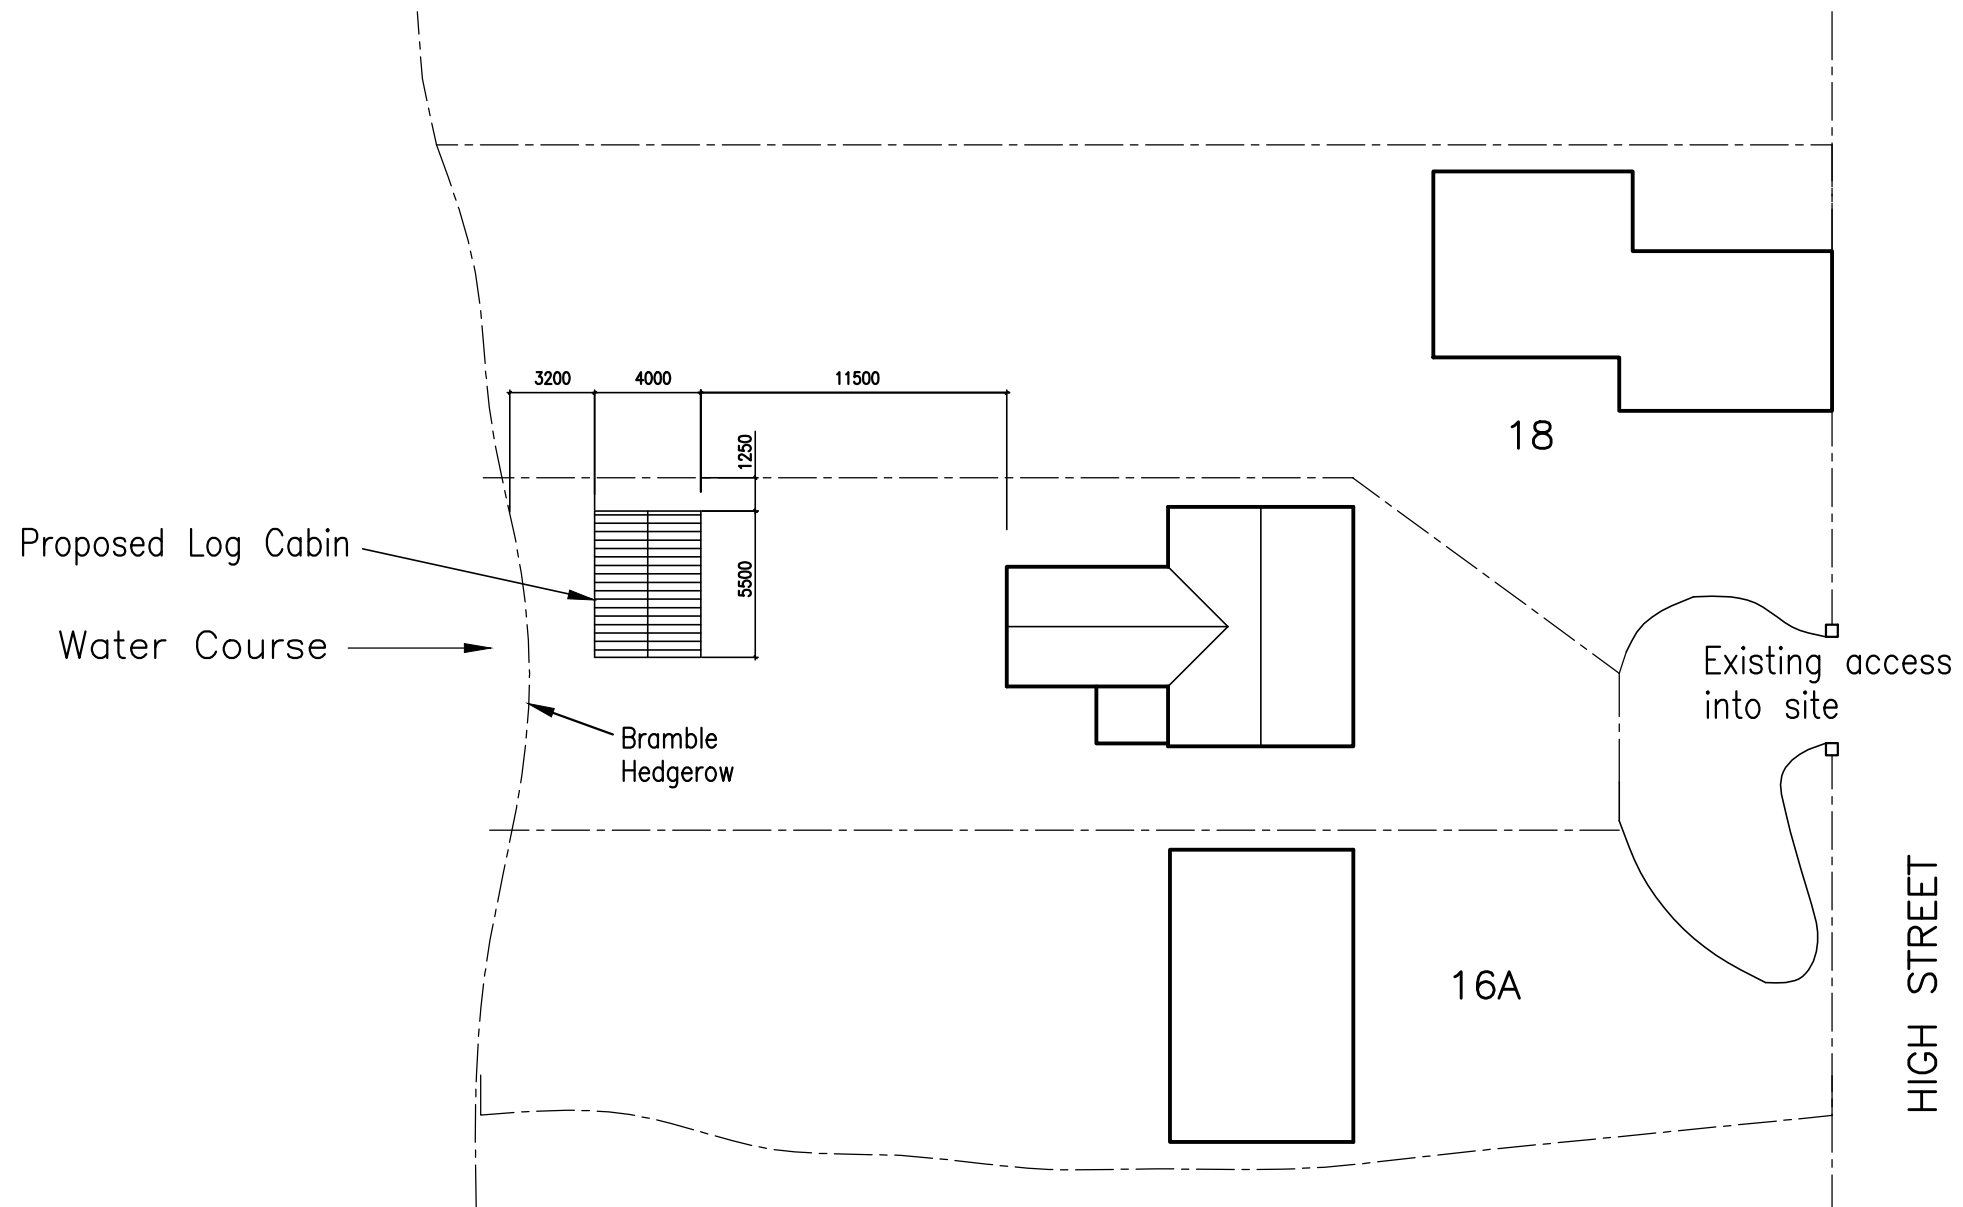 3200
4000
11500
1250
18
Proposed Log Cabin
5500
Water Course
Existing access
into site
Bramble
Hedgerow
16A
HIGH STREET